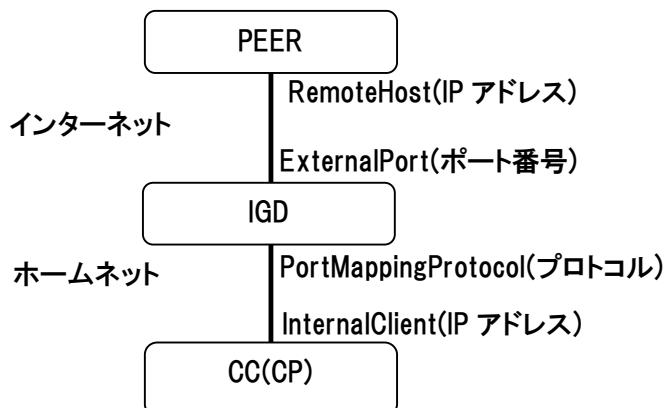 PEER
RemoteHost(IP アドレス)
インターネット
ExternalPort(ポート番号)
IGD
ホームネット
PortMappingProtocol(プロトコル)
InternalClient(IP アドレス)
CC(CP)